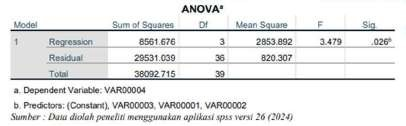 ANOVAᵃ
Model Sum of Squares Df Mean Square F Sig.
1 Regression 8561.676 3 2853.892 3.479 .026ᵇ
Residual 29531.039 36 820.307
Total 38092.715 39
a. Dependent Variable: VAR00004
b. Predictors: (Constant), VAR00003, VAR00001, VAR00002
Sumber : Data diolah peneliti menggunakan aplikasi spss versi 26 (2024)